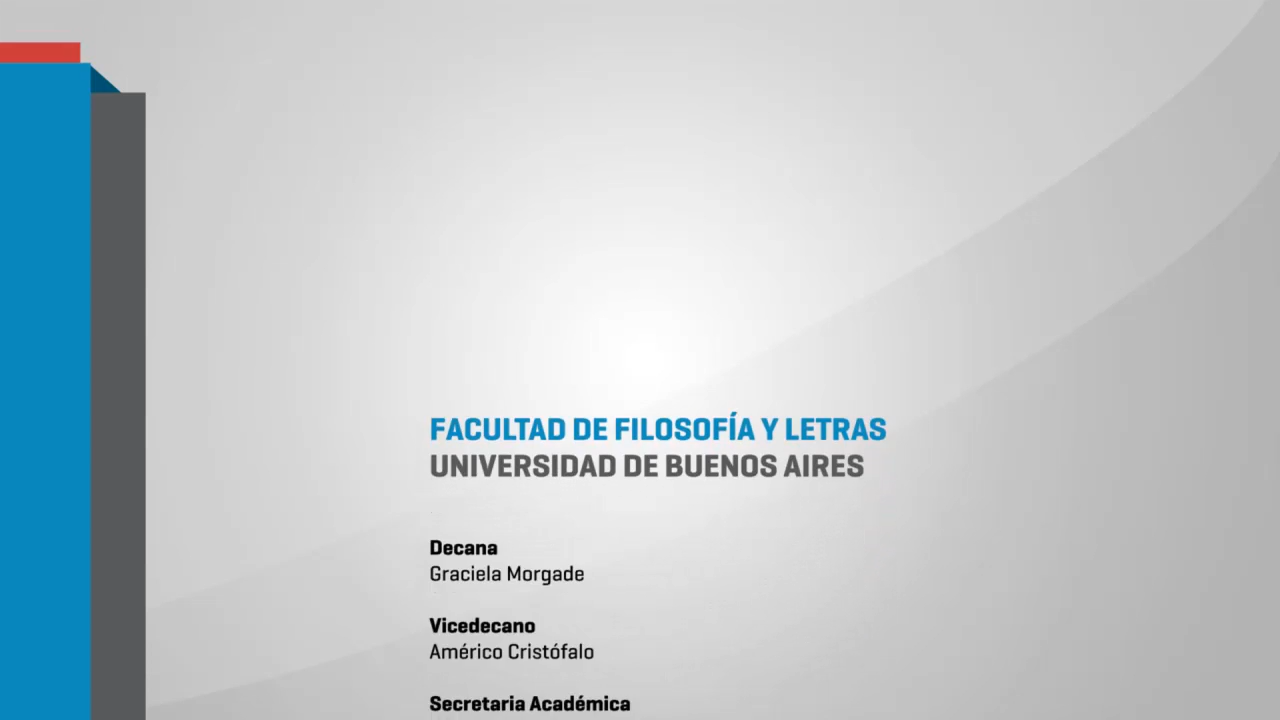 FACULTAD DE FILOSOFÍA Y LETRAS
UNIVERSIDAD DE BUENOS AIRES
Decana
Graciela Morgade
Vicedecano
Américo Cristófalo
Secretaria Académica